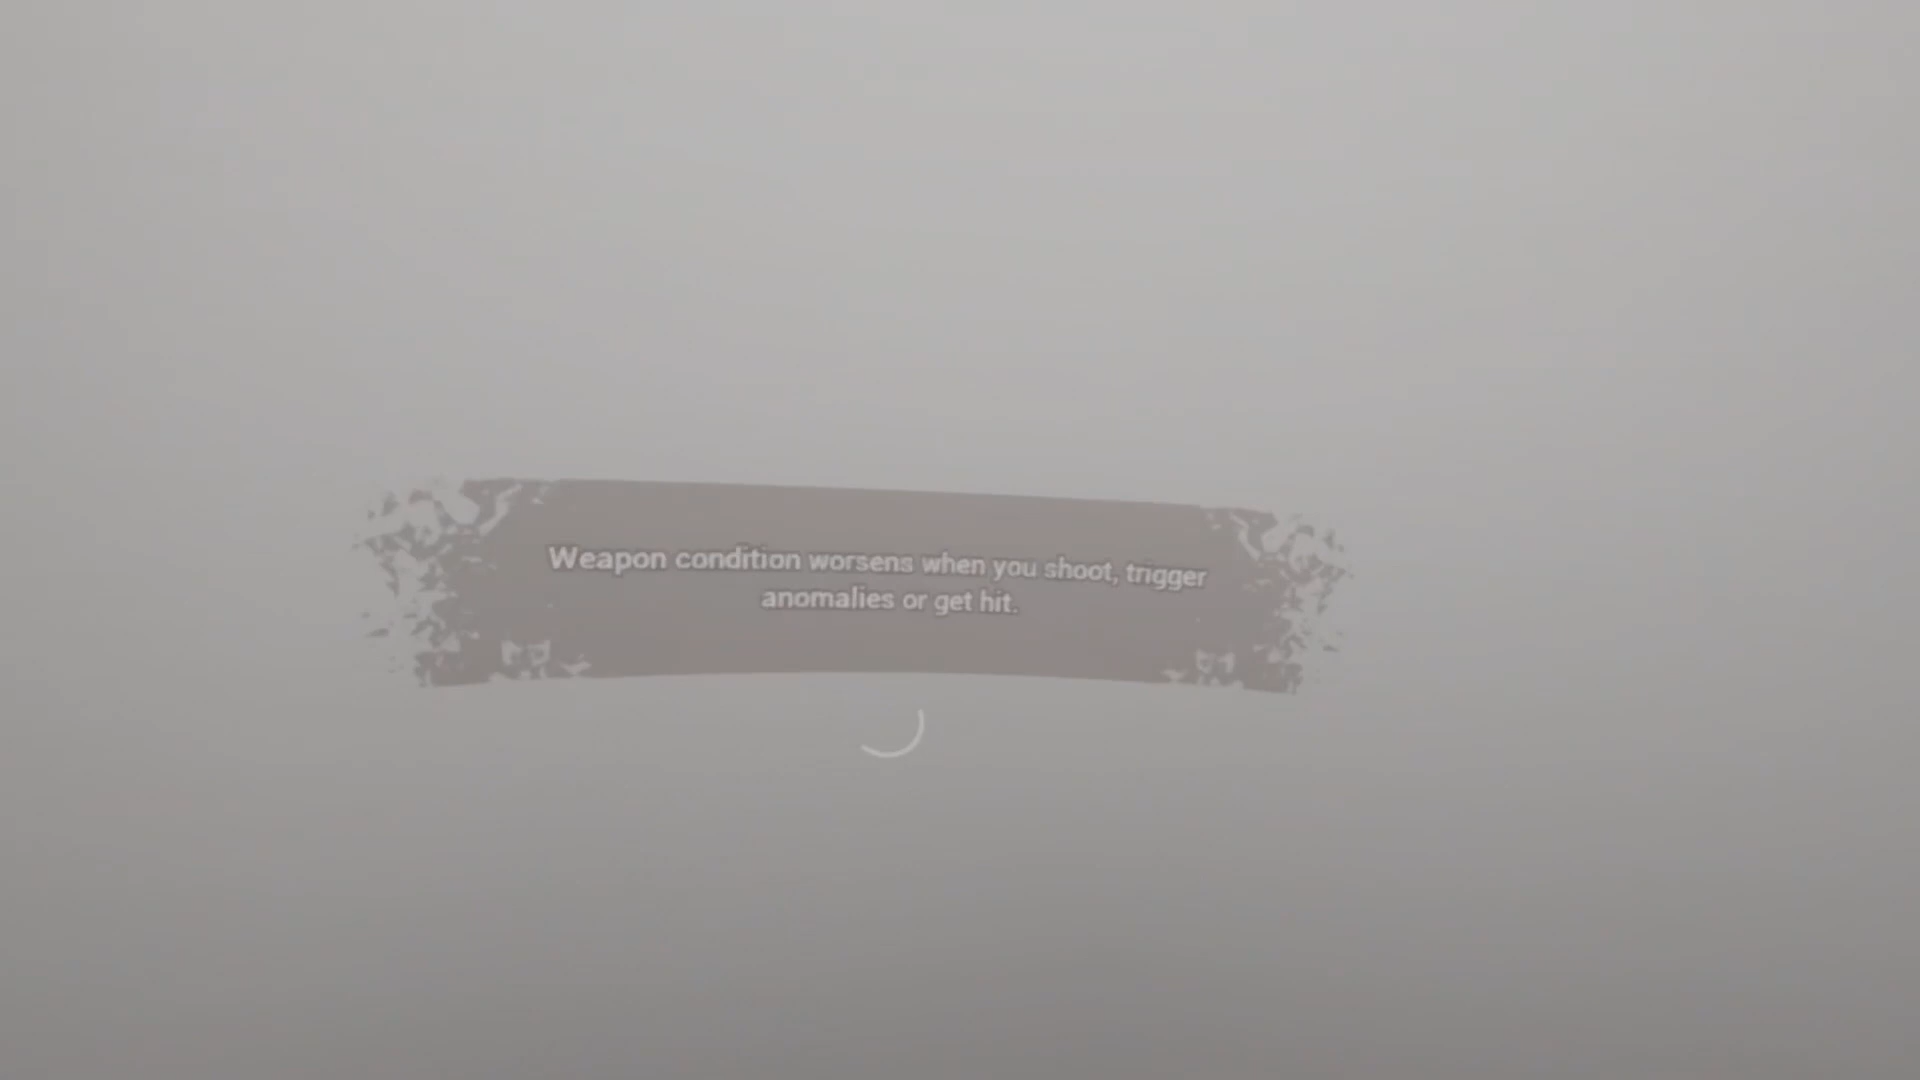 Weapon condition worsens when you shoot, trigger
anomalies or get hit.